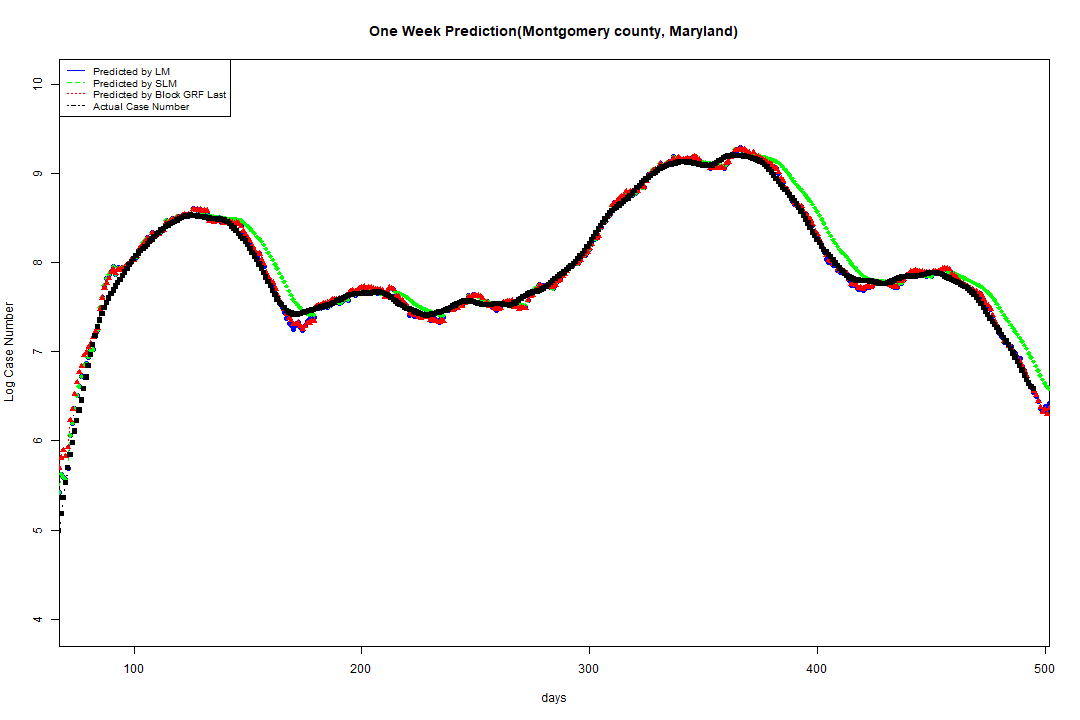 One Week Prediction(Montgomery county, Maryland)
Predicted by LM
Predicted by SLM
Predicted by Block GRF Last
Actual Case Number
10
9
8
7
6
5
4
Log Case Number
100 200 300 400 500
days